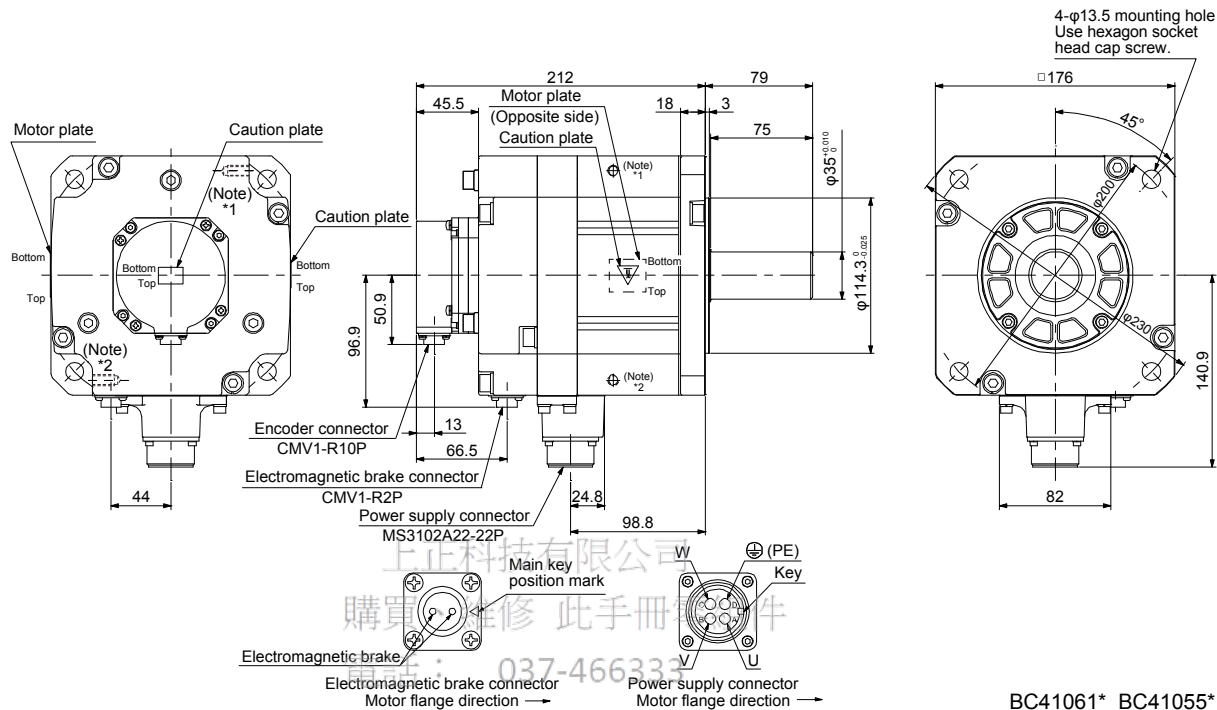 4-φ13.5 mounting hole
Use hexagon socket
head cap screw.
212
79
□176
45.5
Motor plate
(Opposite side)
18
3
Motor plate
Caution plate
Caution plate
75
45°
φ35 +0.010 0
(Note)
*1
(Note)
*1
φ200
Caution plate
Bottom
Bottom
Top
Bottom
Top
Bottom
Top
Top
50.9
96.9
φ114.3 0 -0.025
φ230
140.9
(Note)
*2
(Note)
*2
Encoder connector
CMV1-R10P
13
66.5
Electromagnetic brake connector
CMV1-R2P
44
24.8
82
Power supply connector
MS3102A22-22P
98.8
上正科技有限公司
W
(PE)
Main key
position mark
Key
購買、維修 此手冊零件
C
D
B
A
Electromagnetic brake
V
U
電話: 037-466333
Electromagnetic brake connector
Motor flange direction →
Power supply connector
Motor flange direction →
BC41061* BC41055*